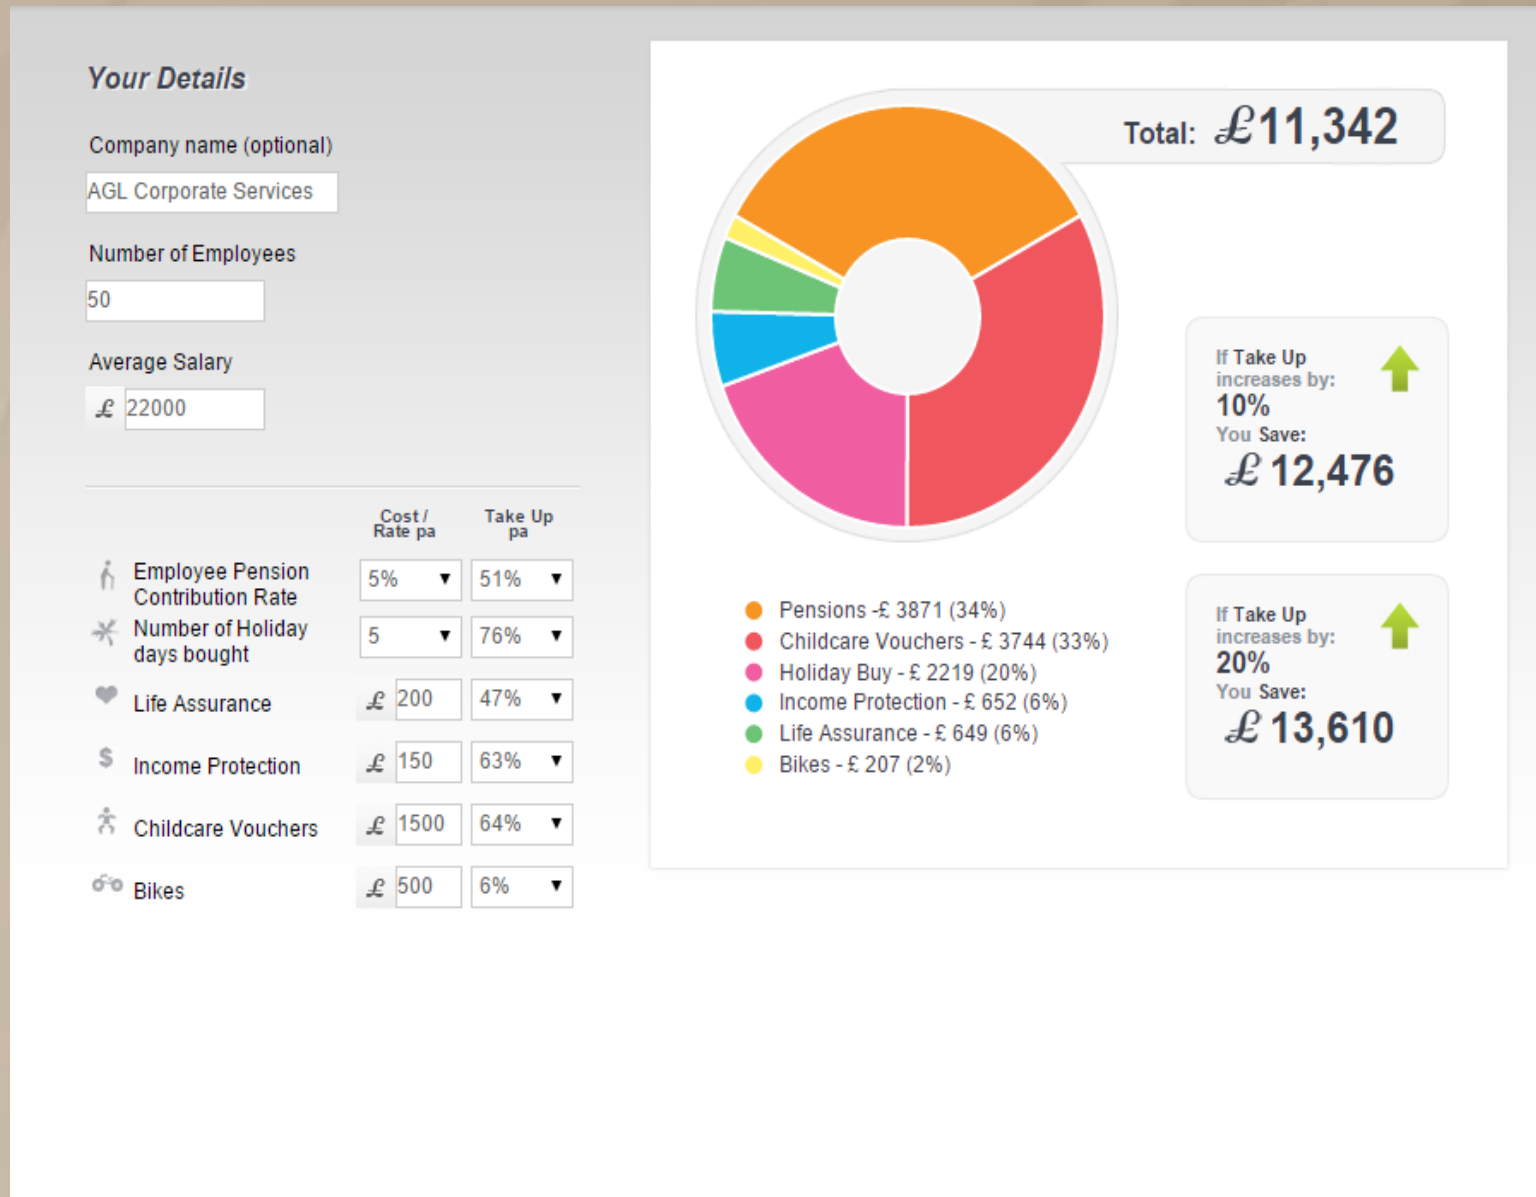 Your Details
Company name (optional)
AGL Corporate Services
Number of Employees
50
Average Salary
£ 22000
Cost / Rate pa
Take Up pa
Employee Pension
Contribution Rate
5% ▼ 51% ▼
Number of Holiday
days bought
5 ▼ 76% ▼
Life Assurance £ 200 47% ▼
Income Protection £ 150 63% ▼
Childcare Vouchers £ 1500 64% ▼
Bikes £ 500 6% ▼
Total: £11,342
Pensions -£ 3871 (34%)
Childcare Vouchers - £ 3744 (33%)
Holiday Buy - £ 2219 (20%)
Income Protection - £ 652 (6%)
Life Assurance - £ 649 (6%)
Bikes - £ 207 (2%)
If Take Up
increases by:
10%
You Save:
£ 12,476
If Take Up
increases by:
20%
You Save:
£ 13,610